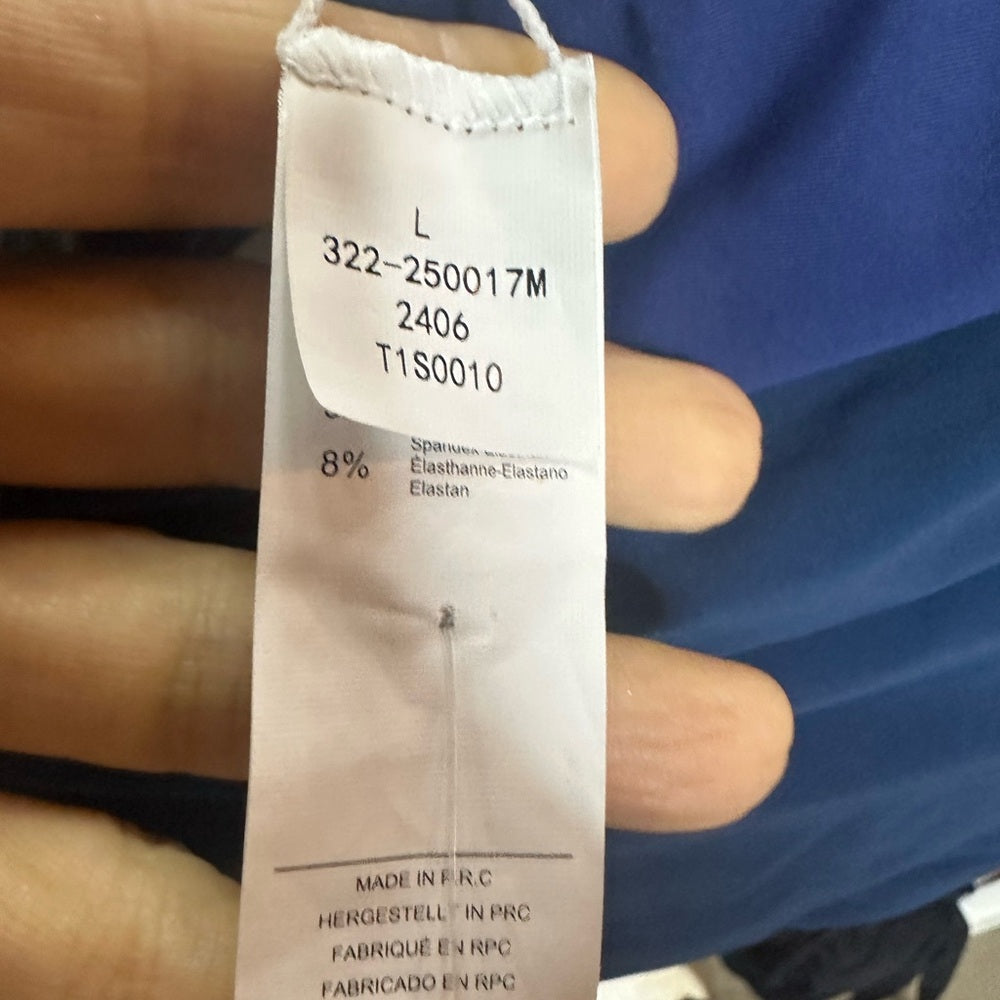 L
322-250017M
2406
T1S0010
8%
Spandex
Élasthanne-Elastano
Elastan
MADE IN P.R.C
HERGESTELLT IN PRC
FABRIQUÉ EN RPC
FABRICADO EN RPC